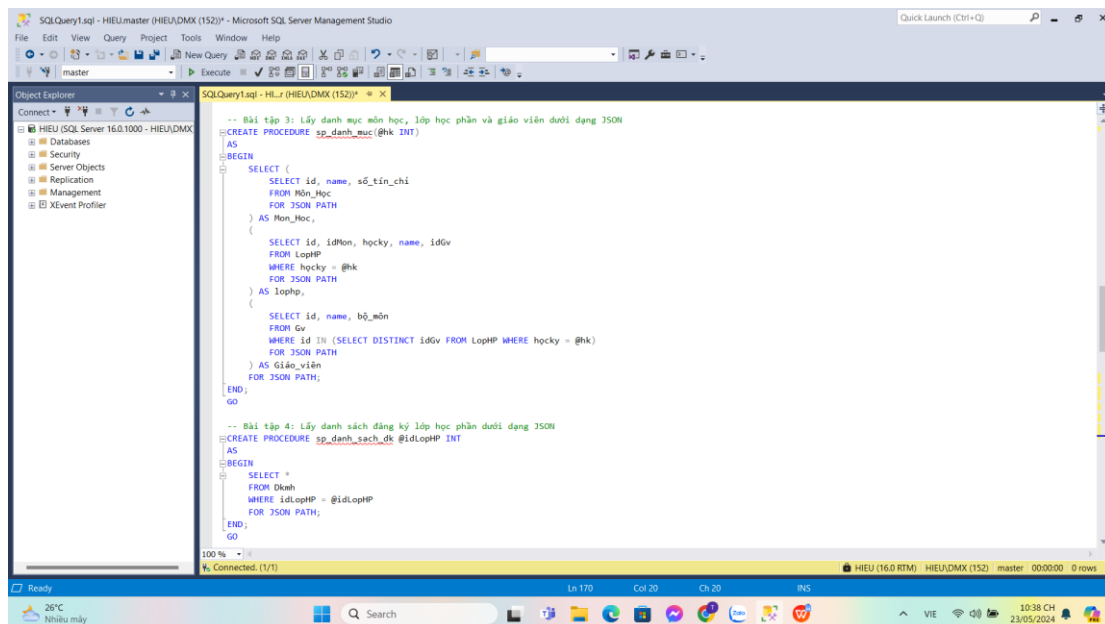 SQLQuery1.sql - HIEU.master (HIEU\DMX (152))* - Microsoft SQL Server Management Studio
Quick Launch (Ctrl+Q)
File Edit View Query Project Tools Window Help
New Query
master
Execute
Object Explorer
SQLQuery1.sql - HI...r (HIEU\DMX (152))*
Connect
HIEU (SQL Server 16.0.1000 - HIEU\DMX
Databases
Security
Server Objects
Replication
Management
XEvent Profiler
-- Bài tập 3: Lấy danh mục môn học, lớp học phần và giáo viên dưới dạng JSON
CREATE PROCEDURE sp_danh_muc(@hk INT)
AS
BEGIN
SELECT (
SELECT id, name, số_tín_chỉ
FROM Môn_Học
FOR JSON PATH
) AS Mon_Hoc,
(
SELECT id, idMon, họcky, name, idGv
FROM LopHP
WHERE họcky = @hk
FOR JSON PATH
) AS lophp,
(
SELECT id, name, bộ_môn
FROM Gv
WHERE id IN (SELECT DISTINCT idGv FROM LopHP WHERE họcky = @hk)
FOR JSON PATH
) AS Giáo_viên
FOR JSON PATH;
END;
GO
-- Bài tập 4: Lấy danh sách đăng ký lớp học phần dưới dạng JSON
CREATE PROCEDURE sp_danh_sach_dk @idLopHP INT
AS
BEGIN
SELECT *
FROM Dkmh
WHERE idLopHP = @idLopHP
FOR JSON PATH;
END;
GO
100 %
Connected. (1/1)
HIEU (16.0 RTM) HIEU\DMX (152) master 00:00:00 0 rows
Ready
Ln 170 Col 20 Ch 20 INS
26°C
Nhiều mây
Search
Zalo
VIE
10:38 CH
23/05/2024